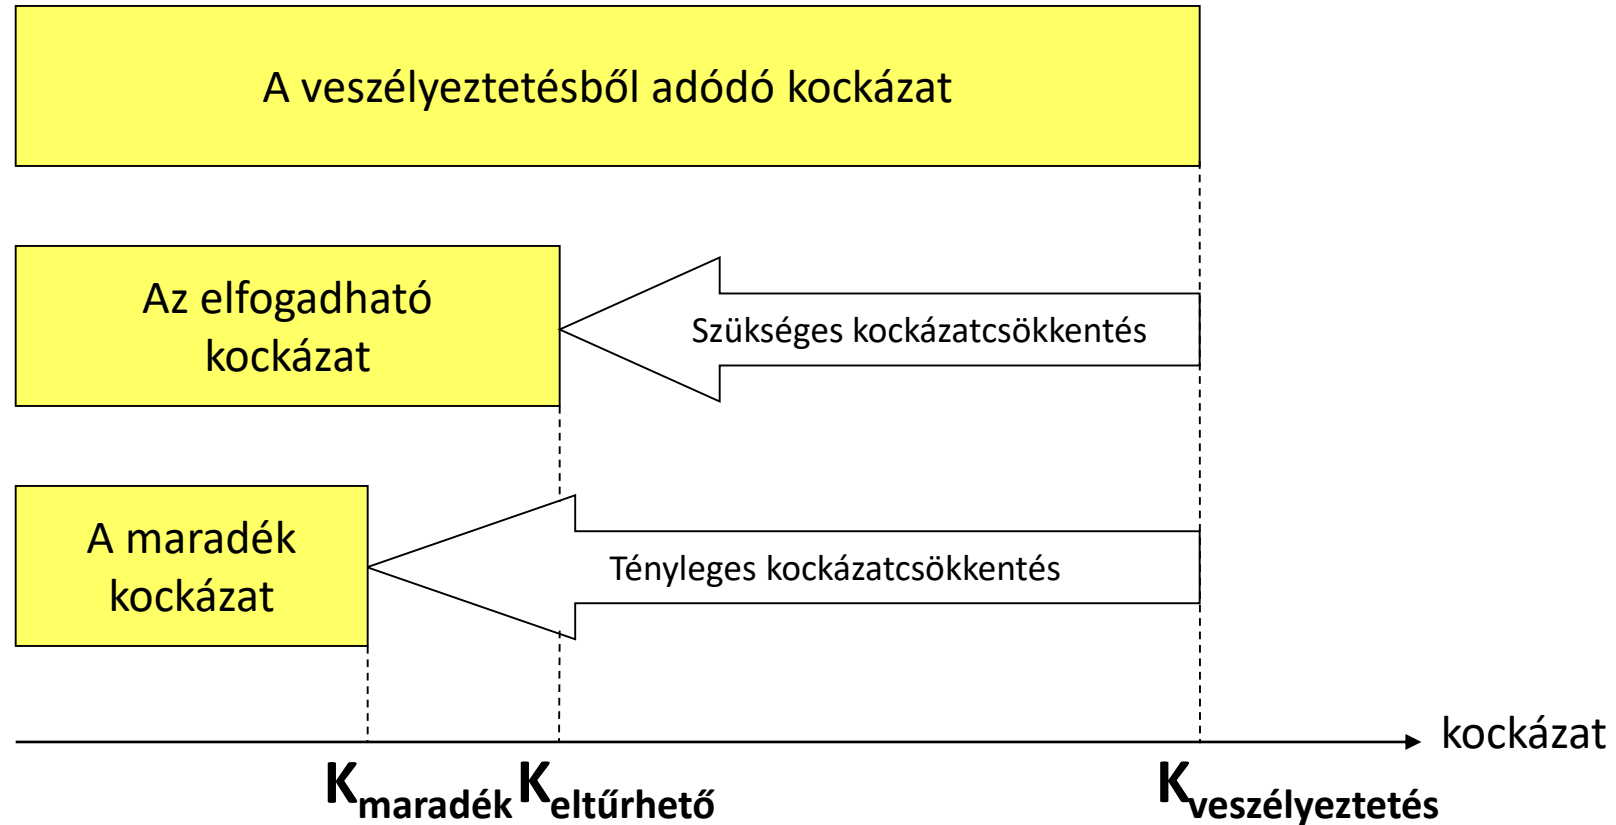 A veszélyeztetésből adódó kockázat
Az elfogadható
kockázat
Szükséges kockázatcsökkentés
A maradék
kockázat
Tényleges kockázatcsökkentés
kockázat
Kmaradék Keltűrhető Kveszélyeztetés